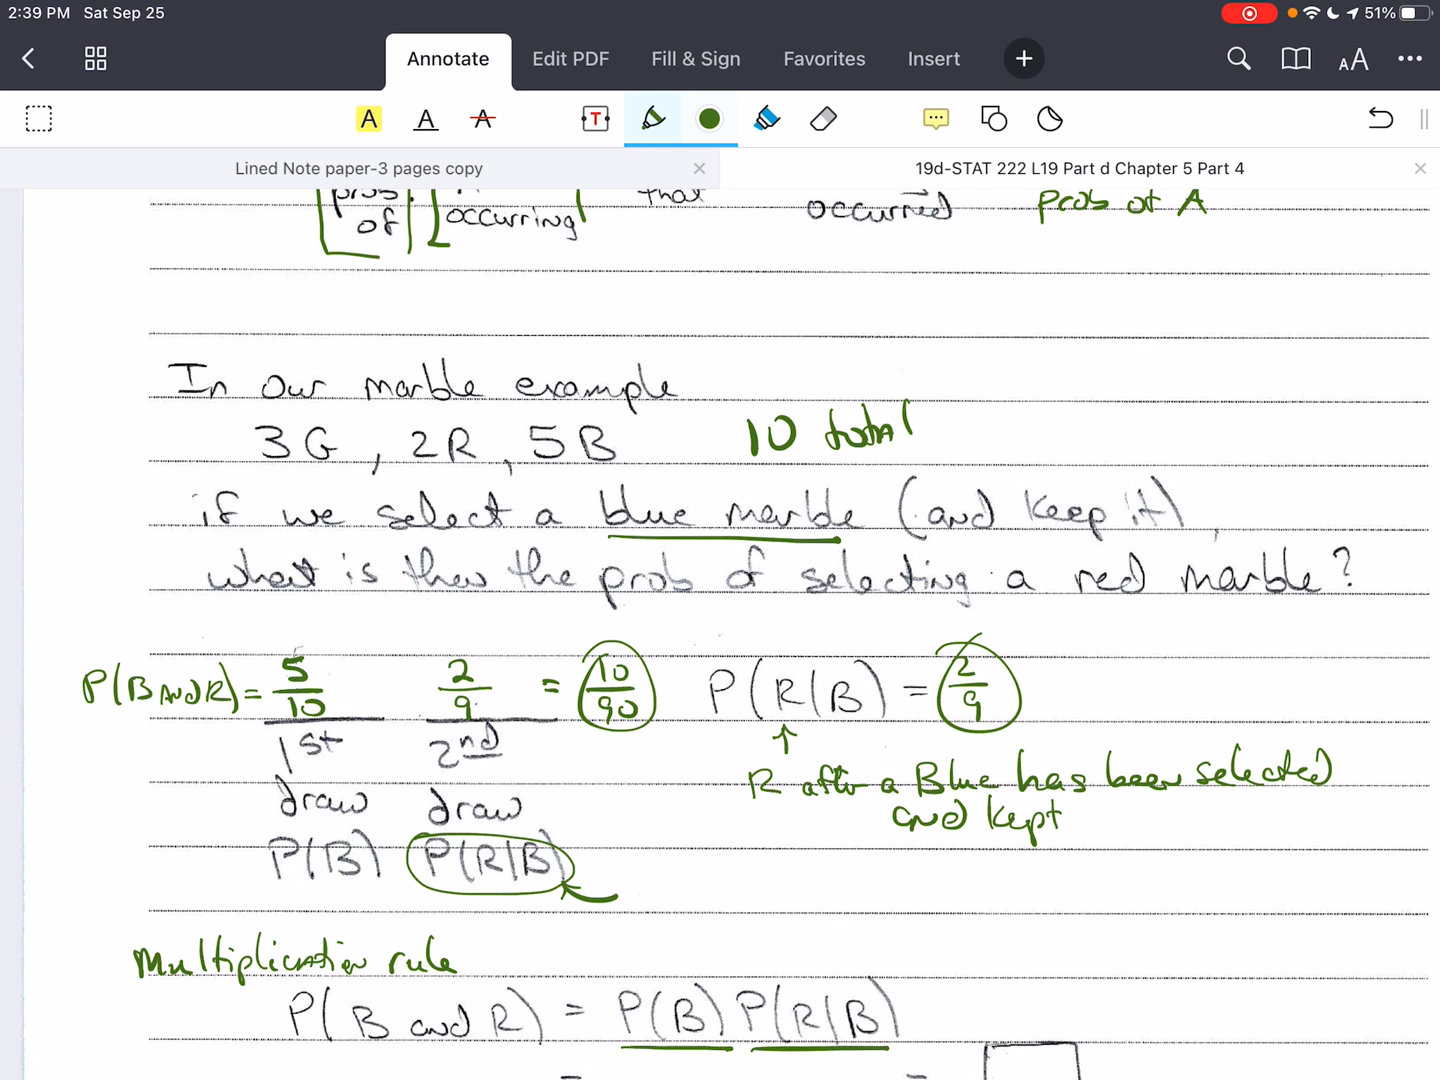 2:39 PM Sat Sep 25
51%
Annotate
Edit PDF
Fill & Sign
Favorites
Insert
Lined Note paper-3 pages copy
19d-STAT 222 L19 Part d Chapter 5 Part 4
prob
that
of occurring
occurred
Prob of A
In our marble example
3G, 2R, 5B
10 total
if we select a blue marble (and keep it),
what is then the prob of selecting a red marble?
P(B and R) = 5/10 2/9 = 10/90
P(R|B) = 2/9
1st 2nd
draw draw
P(B) P(R|B)
R after a Blue has been selected
and kept
Multiplication rule
P(B and R) = P(B) P(R|B)
= =